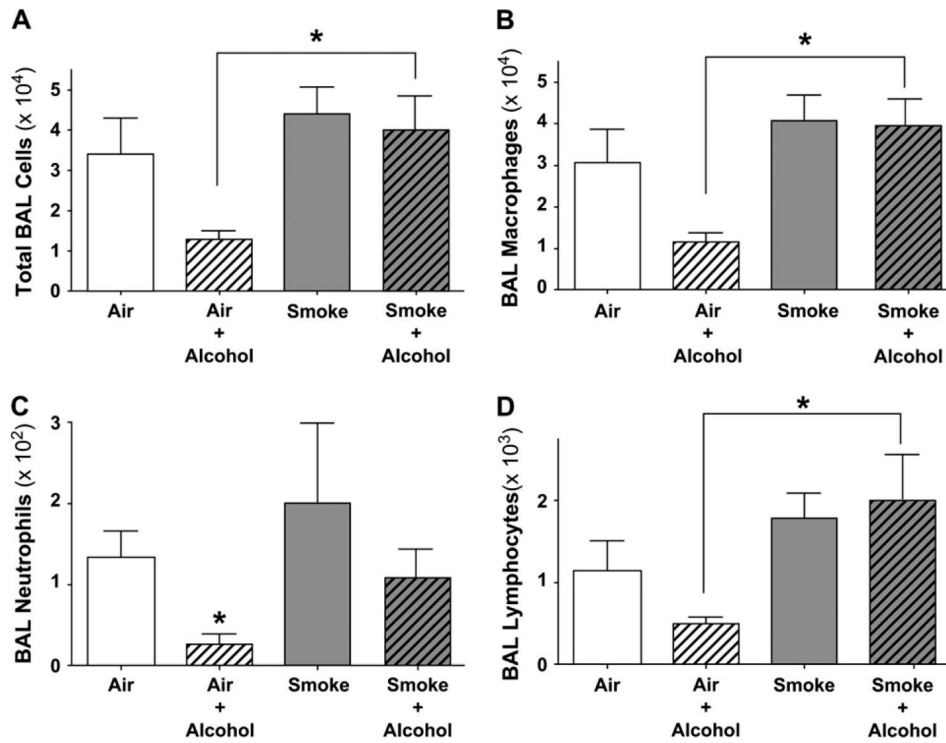 A
Total BAL Cells (x 10⁴)
5
4
3
2
1
0
*
Air
Air
+
Alcohol
Smoke
Smoke
+
Alcohol
B
BAL Macrophages (x 10⁴)
5
4
3
2
1
0
*
Air
Air
+
Alcohol
Smoke
Smoke
+
Alcohol
C
BAL Neutrophils (x 10²)
3
2
1
0
*
Air
Air
+
Alcohol
Smoke
Smoke
+
Alcohol
D
BAL Lymphocytes(x 10³)
2
1
0
*
Air
Air
+
Alcohol
Smoke
Smoke
+
Alcohol